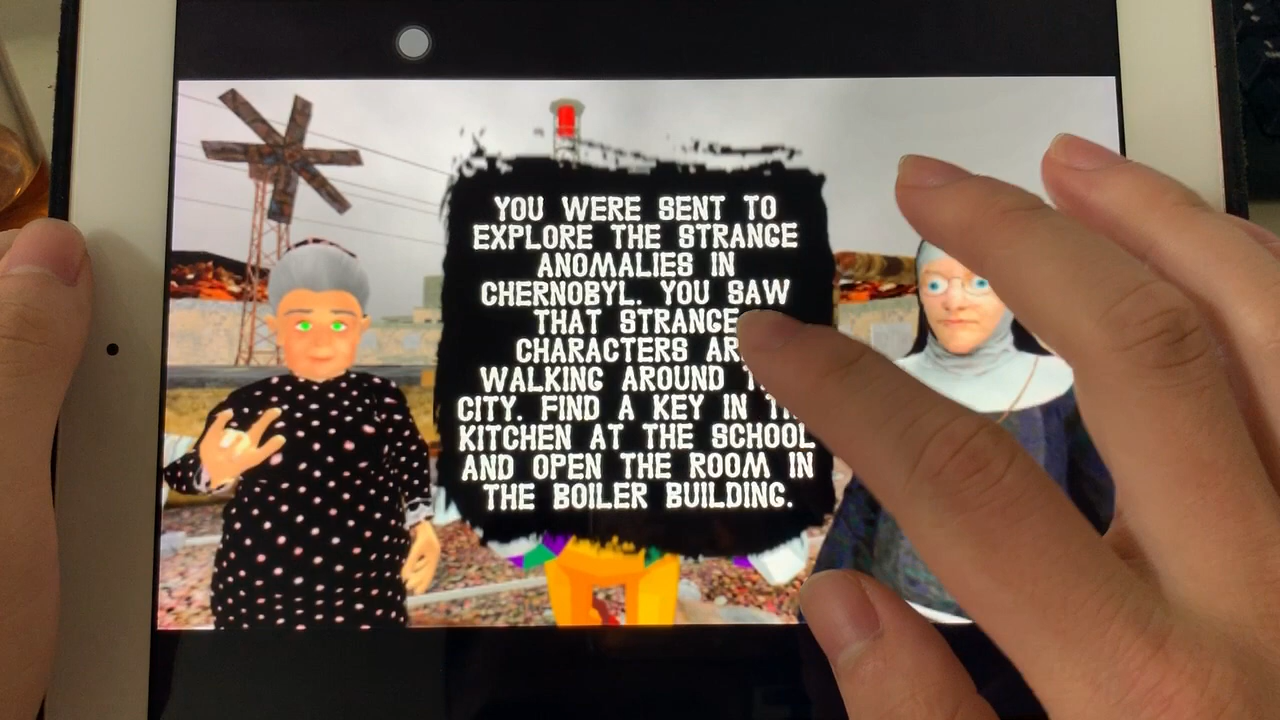 YOU WERE SENT TO
EXPLORE THE STRANGE
ANOMALIES IN
CHERNOBYL. YOU SAW
THAT STRANGE
CHARACTERS
WALKING AROUND
CITY. FIND A KEY IN
KITCHEN AT THE SCHOOL
AND OPEN THE ROOM IN
THE BOILER BUILDING.